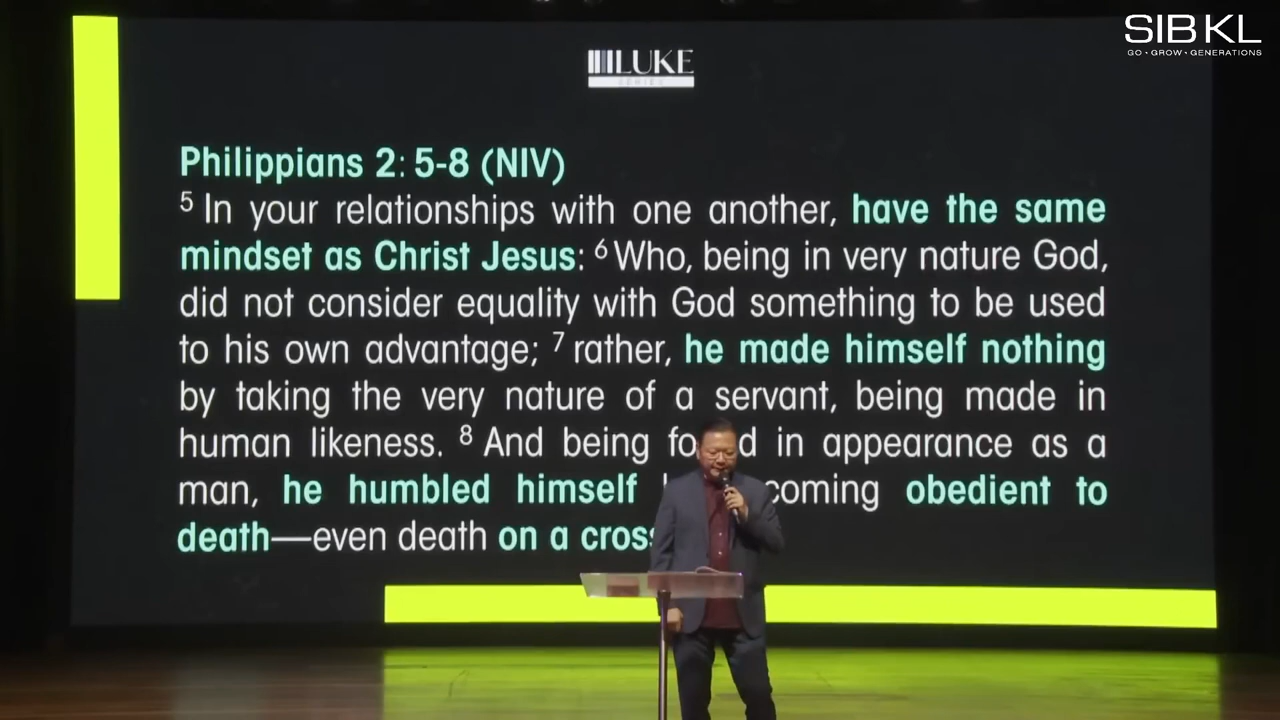 SIBKL
GO • GROW • GENERATIONS
LUKE
Philippians 2: 5-8 (NIV)
5 In your relationships with one another, have the same
mindset as Christ Jesus: 6 Who, being in very nature God,
did not consider equality with God something to be used
to his own advantage; 7 rather, he made himself nothing
by taking the very nature of a servant, being made in
human likeness. 8 And being in appearance as a
man, he humbled himself obedient to
death—even death on a